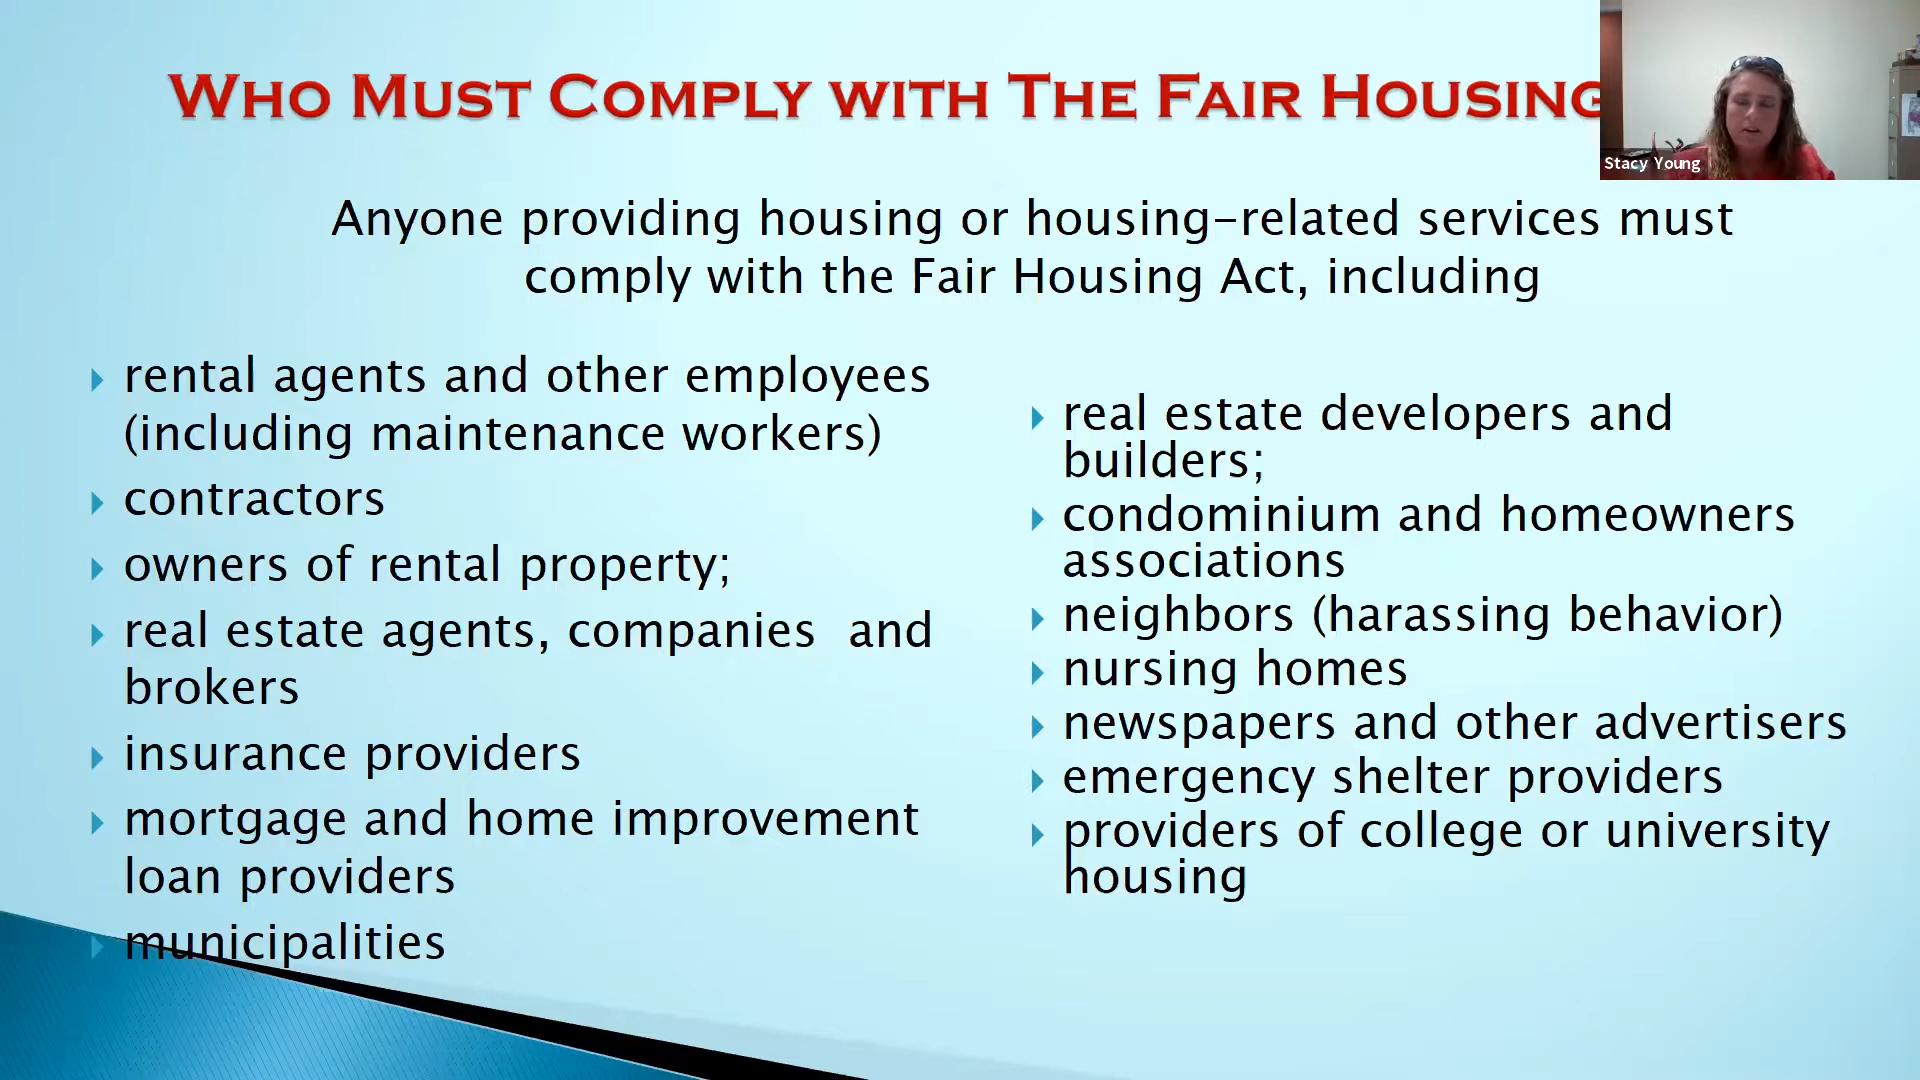 Who Must Comply with The Fair Housing
Stacy Young
Anyone providing housing or housing-related services must
comply with the Fair Housing Act, including
rental agents and other employees
(including maintenance workers)
contractors
owners of rental property;
real estate agents, companies  and
brokers
insurance providers
mortgage and home improvement
loan providers
municipalities
real estate developers and
builders;
condominium and homeowners
associations
neighbors (harassing behavior)
nursing homes
newspapers and other advertisers
emergency shelter providers
providers of college or university
housing